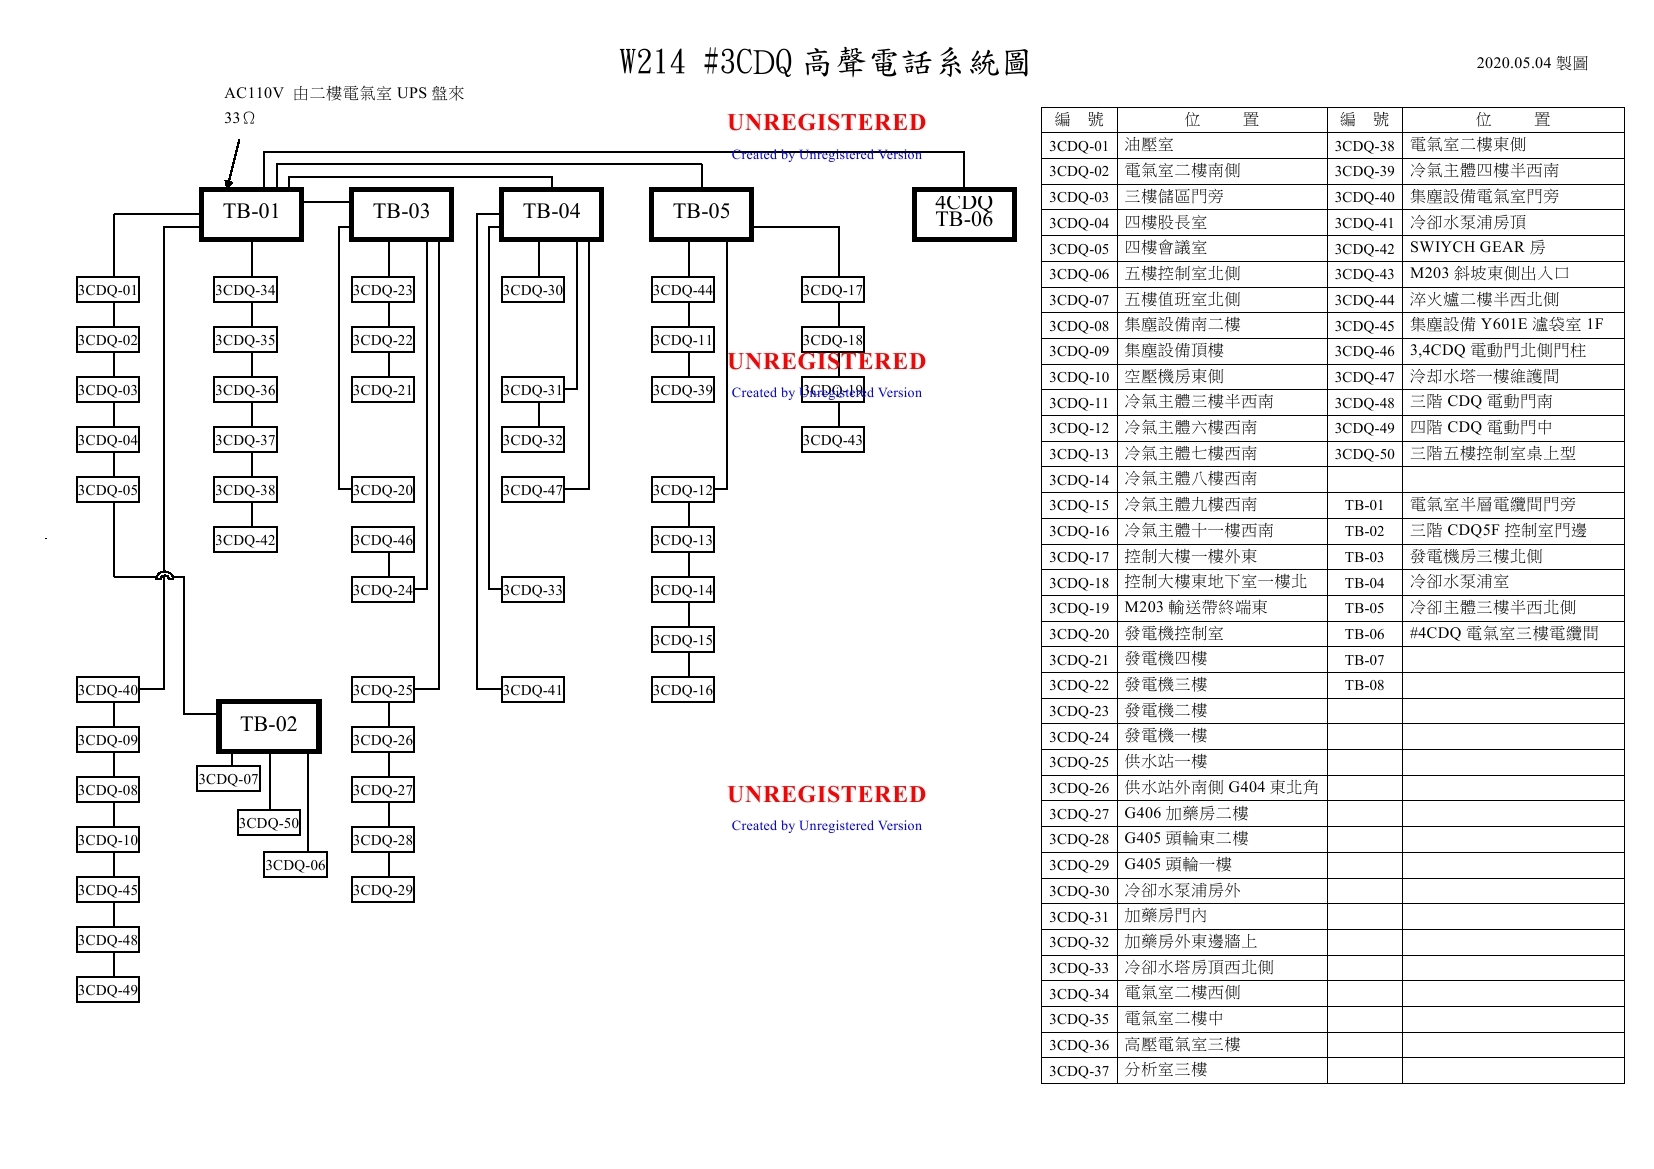 W214 #3CDQ 高聲電話系統圖
2020.05.04 製圖
AC110V 由二樓電氣室 UPS 盤來
33Ω
UNREGISTERED
Created by Unregistered Version
TB-01 TB-03 TB-04 TB-05 4CDQ
TB-06
3CDQ-01 3CDQ-34 3CDQ-23 3CDQ-30 3CDQ-44 3CDQ-17
3CDQ-02 3CDQ-35 3CDQ-22 3CDQ-11 3CDQ-18
UNREGISTERED
3CDQ-03 3CDQ-36 3CDQ-21 3CDQ-31 3CDQ-39 3CDQ-19
Created by Unregistered Version
3CDQ-04 3CDQ-37 3CDQ-32 3CDQ-43
3CDQ-05 3CDQ-38 3CDQ-20 3CDQ-47 3CDQ-12
3CDQ-42 3CDQ-46 3CDQ-13
3CDQ-24 3CDQ-33 3CDQ-14
3CDQ-15
3CDQ-40 3CDQ-25 3CDQ-41 3CDQ-16
TB-02
3CDQ-09 3CDQ-26
3CDQ-07
3CDQ-08 3CDQ-27
UNREGISTERED
3CDQ-50
Created by Unregistered Version
3CDQ-10 3CDQ-28
3CDQ-06
3CDQ-45 3CDQ-29
3CDQ-48
3CDQ-49
編 號 位 置 編 號 位 置
3CDQ-01 油壓室 3CDQ-38 電氣室二樓東側
3CDQ-02 電氣室二樓南側 3CDQ-39 冷氣主體四樓半西南
3CDQ-03 三樓儲區門旁 3CDQ-40 集塵設備電氣室門旁
3CDQ-04 四樓股長室 3CDQ-41 冷卻水泵浦房頂
3CDQ-05 四樓會議室 3CDQ-42 SWIYCH GEAR 房
3CDQ-06 五樓控制室北側 3CDQ-43 M203 斜坡東側出入口
3CDQ-07 五樓值班室北側 3CDQ-44 淬火爐二樓半西北側
3CDQ-08 集塵設備南二樓 3CDQ-45 集塵設備 Y601E 瀘袋室 1F
3CDQ-09 集塵設備頂樓 3CDQ-46 3,4CDQ 電動門北側門柱
3CDQ-10 空壓機房東側 3CDQ-47 冷却水塔一樓維護間
3CDQ-11 冷氣主體三樓半西南 3CDQ-48 三階 CDQ 電動門南
3CDQ-12 冷氣主體六樓西南 3CDQ-49 四階 CDQ 電動門中
3CDQ-13 冷氣主體七樓西南 3CDQ-50 三階五樓控制室桌上型
3CDQ-14 冷氣主體八樓西南
3CDQ-15 冷氣主體九樓西南 TB-01 電氣室半層電纜間門旁
3CDQ-16 冷氣主體十一樓西南 TB-02 三階 CDQ5F 控制室門邊
3CDQ-17 控制大樓一樓外東 TB-03 發電機房三樓北側
3CDQ-18 控制大樓東地下室一樓北 TB-04 冷卻水泵浦室
3CDQ-19 M203 輸送帶終端東 TB-05 冷卻主體三樓半西北側
3CDQ-20 發電機控制室 TB-06 #4CDQ 電氣室三樓電纜間
3CDQ-21 發電機四樓 TB-07
3CDQ-22 發電機三樓 TB-08
3CDQ-23 發電機二樓
3CDQ-24 發電機一樓
3CDQ-25 供水站一樓
3CDQ-26 供水站外南側 G404 東北角
3CDQ-27 G406 加藥房二樓
3CDQ-28 G405 頭輪東二樓
3CDQ-29 G405 頭輪一樓
3CDQ-30 冷卻水泵浦房外
3CDQ-31 加藥房門內
3CDQ-32 加藥房外東邊牆上
3CDQ-33 冷卻水塔房頂西北側
3CDQ-34 電氣室二樓西側
3CDQ-35 電氣室二樓中
3CDQ-36 高壓電氣室三樓
3CDQ-37 分析室三樓